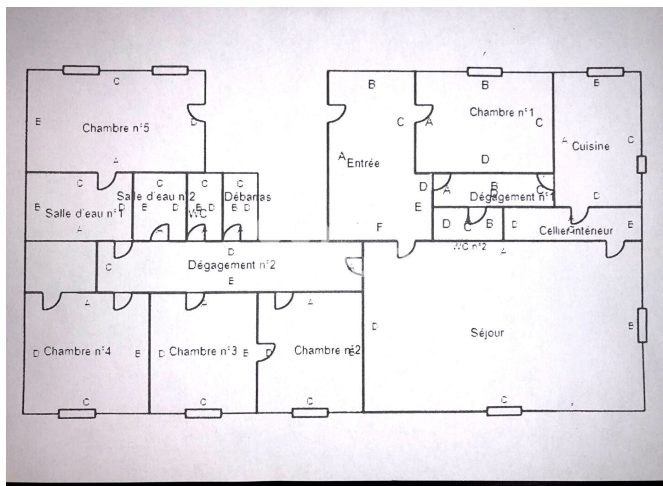 C
B
B
B
Chambre n°5
D
Chambre n°1
C
A
C
A
C
Cuisine
A
Entrée
D
C
C
C
C
D
A
B
C
D
Salle d'eau n°2
Débarras
Dégagement n°1
Salle d'eau n°1
WC
E
F
D
C
B
D
Cellier intérieur
WC n°2
A
D
Dégagement n°2
C
E
A
A
A
A
D
Chambre n°4
B
D
Chambre n°3
B
D
Chambre n°2
D
Séjour
B
C
C
C
C